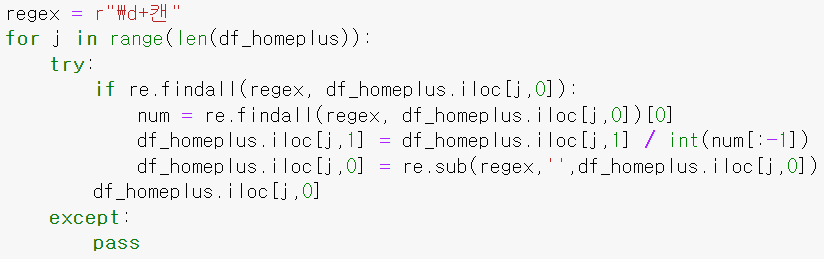 regex = r"₩d+캔"
for j in range(len(df_homeplus)):
    try:
        if re.findall(regex, df_homeplus.iloc[j,0]):
            num = re.findall(regex, df_homeplus.iloc[j,0])[0]
            df_homeplus.iloc[j,1] = df_homeplus.iloc[j,1] / int(num[:-1])
            df_homeplus.iloc[j,0] = re.sub(regex,'',df_homeplus.iloc[j,0])
        df_homeplus.iloc[j,0]
    except:
        pass